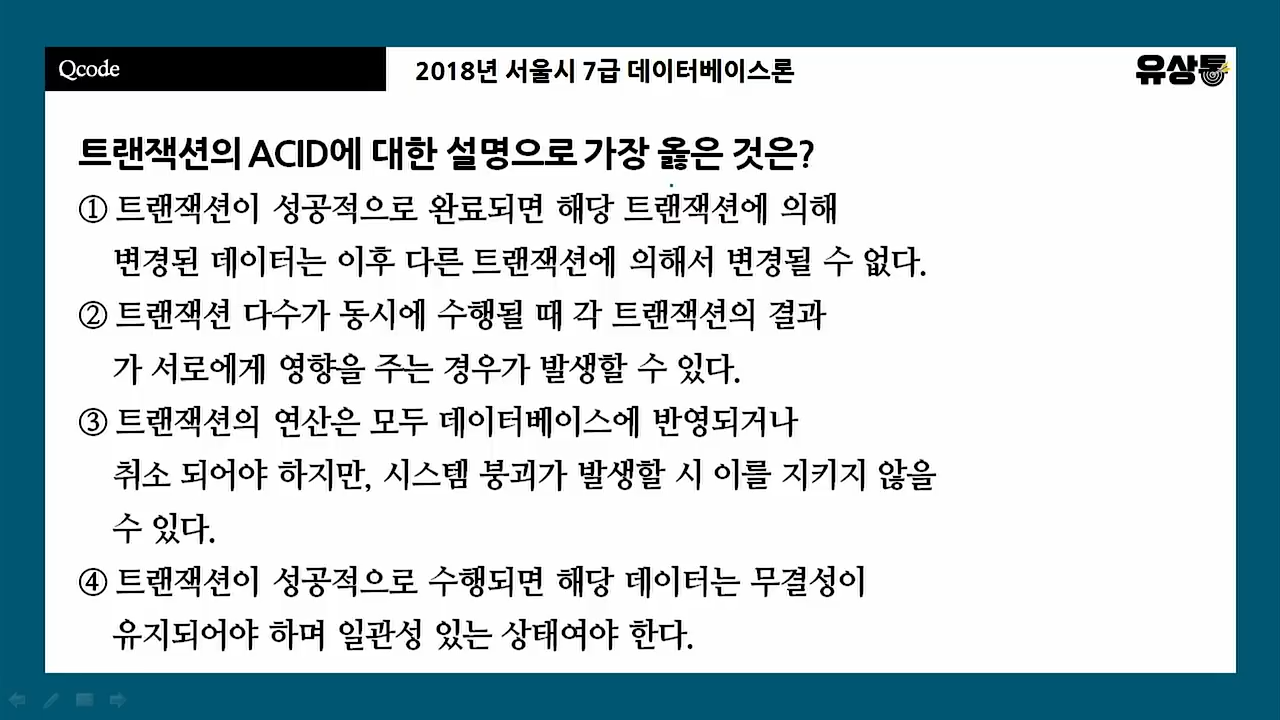 Qcode
2018년 서울시 7급 데이터베이스론
유상통
트랜잭션의 ACID에 대한 설명으로 가장 옳은 것은?
① 트랜잭션이 성공적으로 완료되면 해당 트랜잭션에 의해
변경된 데이터는 이후 다른 트랜잭션에 의해서 변경될 수 없다.
② 트랜잭션 다수가 동시에 수행될 때 각 트랜잭션의 결과
가 서로에게 영향을 주는 경우가 발생할 수 있다.
③ 트랜잭션의 연산은 모두 데이터베이스에 반영되거나
취소 되어야 하지만, 시스템 붕괴가 발생할 시 이를 지키지 않을
수 있다.
④ 트랜잭션이 성공적으로 수행되면 해당 데이터는 무결성이
유지되어야 하며 일관성 있는 상태여야 한다.